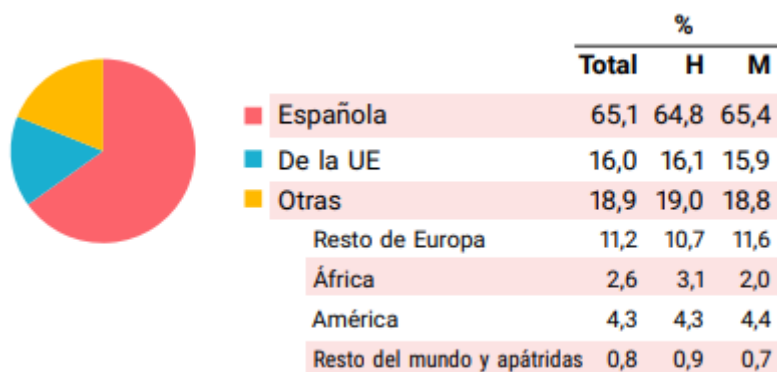 %
Total H M
Española 65,1 64,8 65,4
De la UE 16,0 16,1 15,9
Otras 18,9 19,0 18,8
Resto de Europa 11,2 10,7 11,6
África 2,6 3,1 2,0
América 4,3 4,3 4,4
Resto del mundo y apátridas 0,8 0,9 0,7